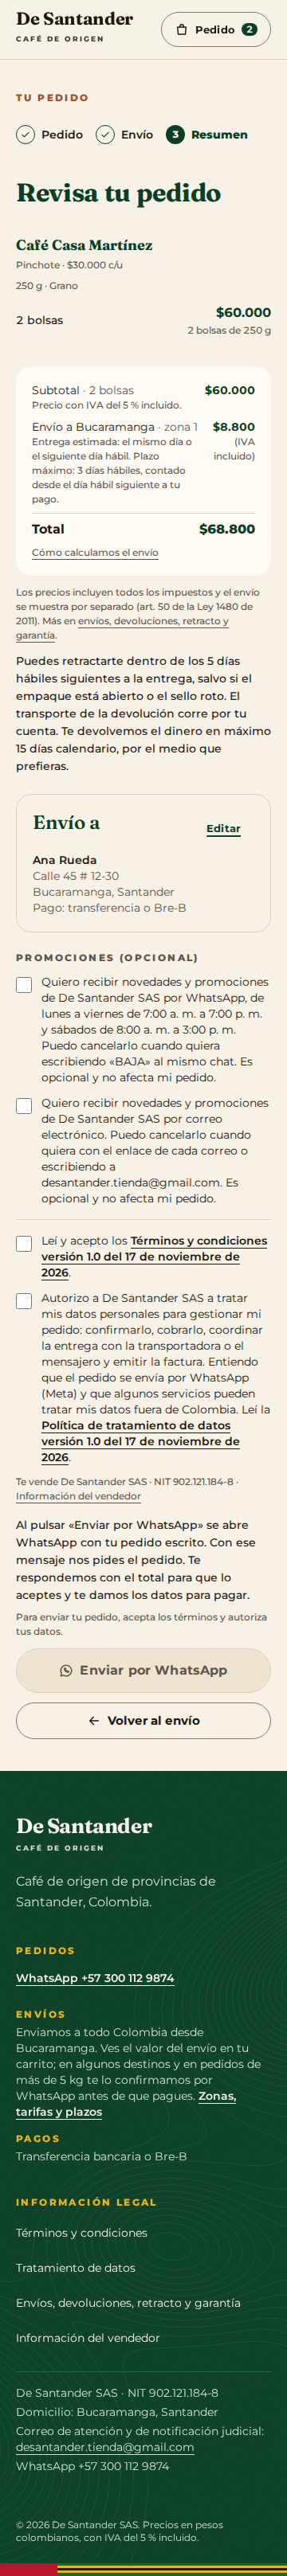 De Santander
CAFÉ DE ORIGEN
Pedido 2
TU PEDIDO
Pedido Envío 3 Resumen
Revisa tu pedido
Café Casa Martínez
Pinchote · $30.000 c/u
250 g · Grano
2 bolsas
$60.000
2 bolsas de 250 g
Subtotal · 2 bolsas $60.000
Precio con IVA del 5 % incluido.
Envío a Bucaramanga · zona 1 $8.800
Entrega estimada: el mismo día o (IVA
el siguiente día hábil. Plazo incluido)
máximo: 3 días hábiles, contado
desde el día hábil siguiente a tu
pago.
Total $68.800
Cómo calculamos el envío
Los precios incluyen todos los impuestos y el envío
se muestra por separado (art. 50 de la Ley 1480 de
2011). Más en envíos, devoluciones, retracto y
garantía.
Puedes retractarte dentro de los 5 días
hábiles siguientes a la entrega, salvo si el
empaque está abierto o el sello roto. El
transporte de la devolución corre por tu
cuenta. Te devolvemos el dinero en máximo
15 días calendario, por el medio que
prefieras.
Envío a Editar
Ana Rueda
Calle 45 # 12-30
Bucaramanga, Santander
Pago: transferencia o Bre-B
PROMOCIONES (OPCIONAL)
Quiero recibir novedades y promociones
de De Santander SAS por WhatsApp, de
lunes a viernes de 7:00 a. m. a 7:00 p. m.
y sábados de 8:00 a. m. a 3:00 p. m.
Puedo cancelarlo cuando quiera
escribiendo «BAJA» al mismo chat. Es
opcional y no afecta mi pedido.
Quiero recibir novedades y promociones
de De Santander SAS por correo
electrónico. Puedo cancelarlo cuando
quiera con el enlace de cada correo o
escribiendo a
desantander.tienda@gmail.com. Es
opcional y no afecta mi pedido.
Leí y acepto los Términos y condiciones
versión 1.0 del 17 de noviembre de
2026.
Autorizo a De Santander SAS a tratar
mis datos personales para gestionar mi
pedido: confirmarlo, cobrarlo, coordinar
la entrega con la transportadora o el
mensajero y emitir la factura. Entiendo
que el pedido se envía por WhatsApp
(Meta) y que algunos servicios pueden
tratar mis datos fuera de Colombia. Leí la
Política de tratamiento de datos
versión 1.0 del 17 de noviembre de
2026.
Te vende De Santander SAS · NIT 902.121.184-8 ·
Información del vendedor
Al pulsar «Enviar por WhatsApp» se abre
WhatsApp con tu pedido escrito. Con ese
mensaje nos pides el pedido. Te
respondemos con el total para que lo
aceptes y te damos los datos para pagar.
Para enviar tu pedido, acepta los términos y autoriza
tus datos.
Enviar por WhatsApp
Volver al envío
De Santander
CAFÉ DE ORIGEN
Café de origen de provincias de
Santander, Colombia.
PEDIDOS
WhatsApp +57 300 112 9874
ENVÍOS
Enviamos a todo Colombia desde
Bucaramanga. Ves el valor del envío en tu
carrito; en algunos destinos y en pedidos de
más de 5 kg te lo confirmamos por
WhatsApp antes de que pagues. Zonas,
tarifas y plazos
PAGOS
Transferencia bancaria o Bre-B
INFORMACIÓN LEGAL
Términos y condiciones
Tratamiento de datos
Envíos, devoluciones, retracto y garantía
Información del vendedor
De Santander SAS · NIT 902.121.184-8
Domicilio: Bucaramanga, Santander
Correo de atención y de notificación judicial:
desantander.tienda@gmail.com
WhatsApp +57 300 112 9874
© 2026 De Santander SAS. Precios en pesos
colombianos, con IVA del 5 % incluido.